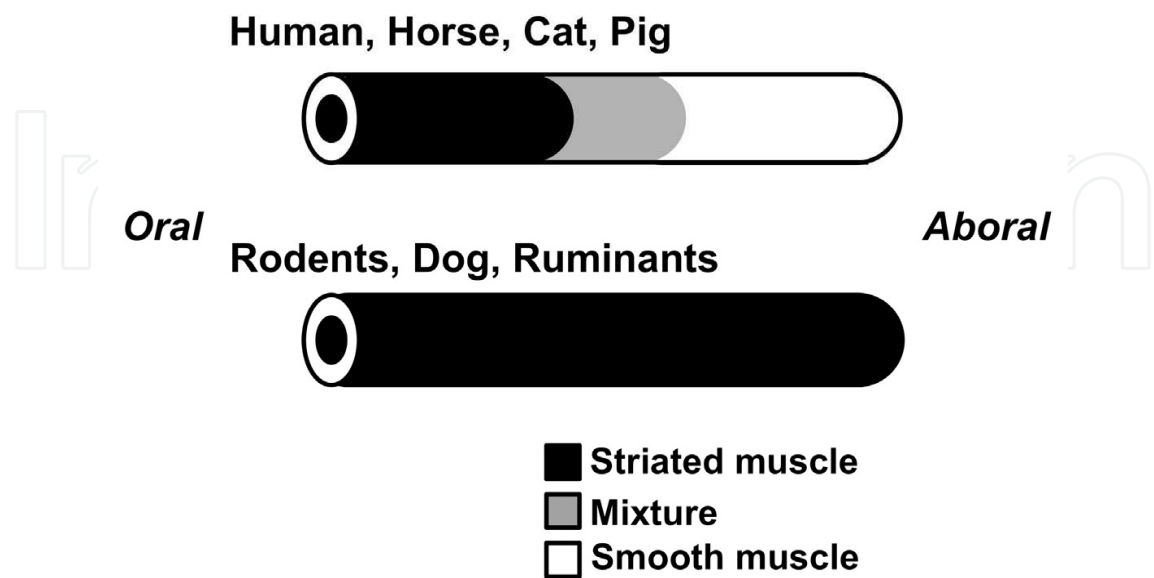 Human, Horse, Cat, Pig
Oral
Aboral
Rodents, Dog, Ruminants
Striated muscle
Mixture
Smooth muscle